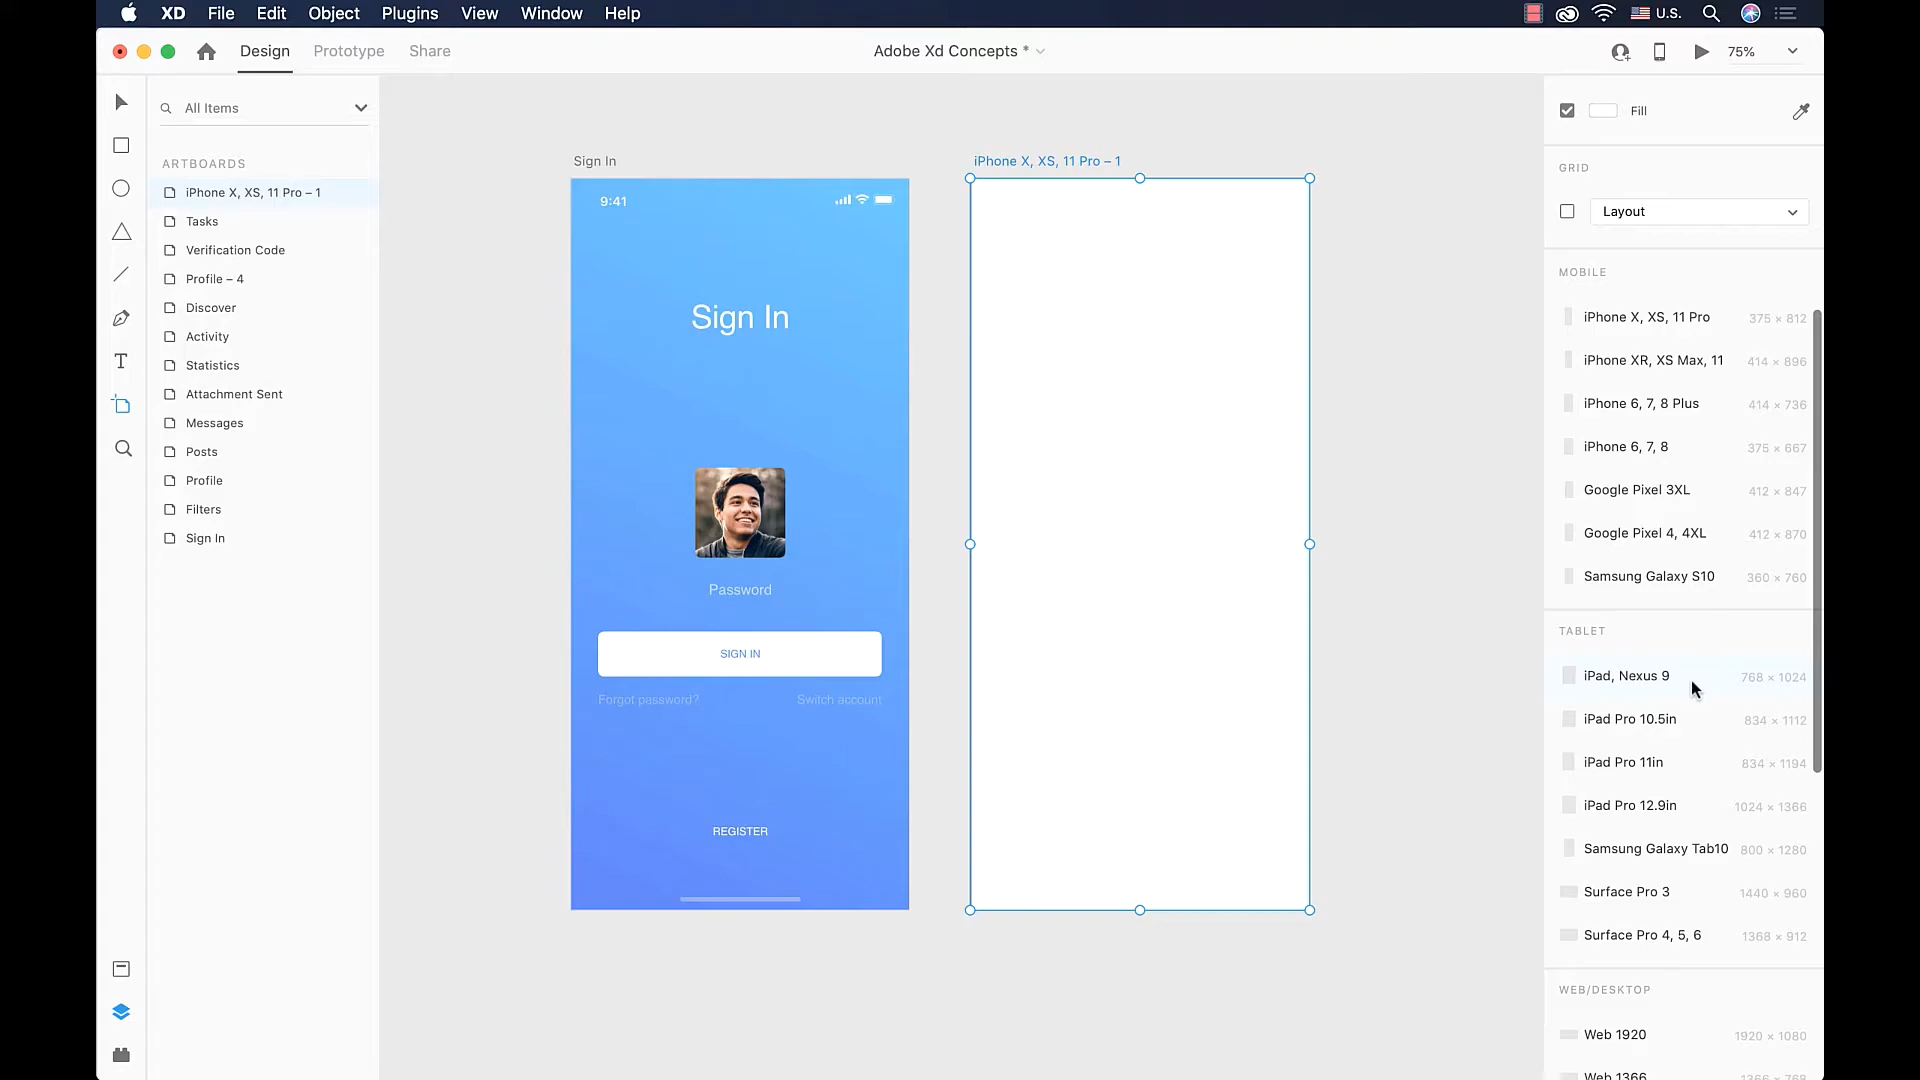 XD File Edit Object Plugins View Window Help U.S.
Design Prototype Share Adobe Xd Concepts * 75%
All Items
ARTBOARDS
iPhone X, XS, 11 Pro – 1
Tasks
Verification Code
Profile – 4
Discover
Activity
Statistics
Attachment Sent
Messages
Posts
Profile
Filters
Sign In
Sign In
9:41
Sign In
Password
SIGN IN
Forgot password? Switch account
REGISTER
iPhone X, XS, 11 Pro – 1
Fill
GRID
Layout
MOBILE
iPhone X, XS, 11 Pro 375 × 812
iPhone XR, XS Max, 11 414 × 896
iPhone 6, 7, 8 Plus 414 × 736
iPhone 6, 7, 8 375 × 667
Google Pixel 3XL 412 × 847
Google Pixel 4, 4XL 412 × 870
Samsung Galaxy S10 360 × 760
TABLET
iPad, Nexus 9 768 × 1024
iPad Pro 10.5in 834 × 1112
iPad Pro 11in 834 × 1194
iPad Pro 12.9in 1024 × 1366
Samsung Galaxy Tab10 800 × 1280
Surface Pro 3 1440 × 960
Surface Pro 4, 5, 6 1368 × 912
WEB/DESKTOP
Web 1920 1920 × 1080
Web 1366 1366 × 768